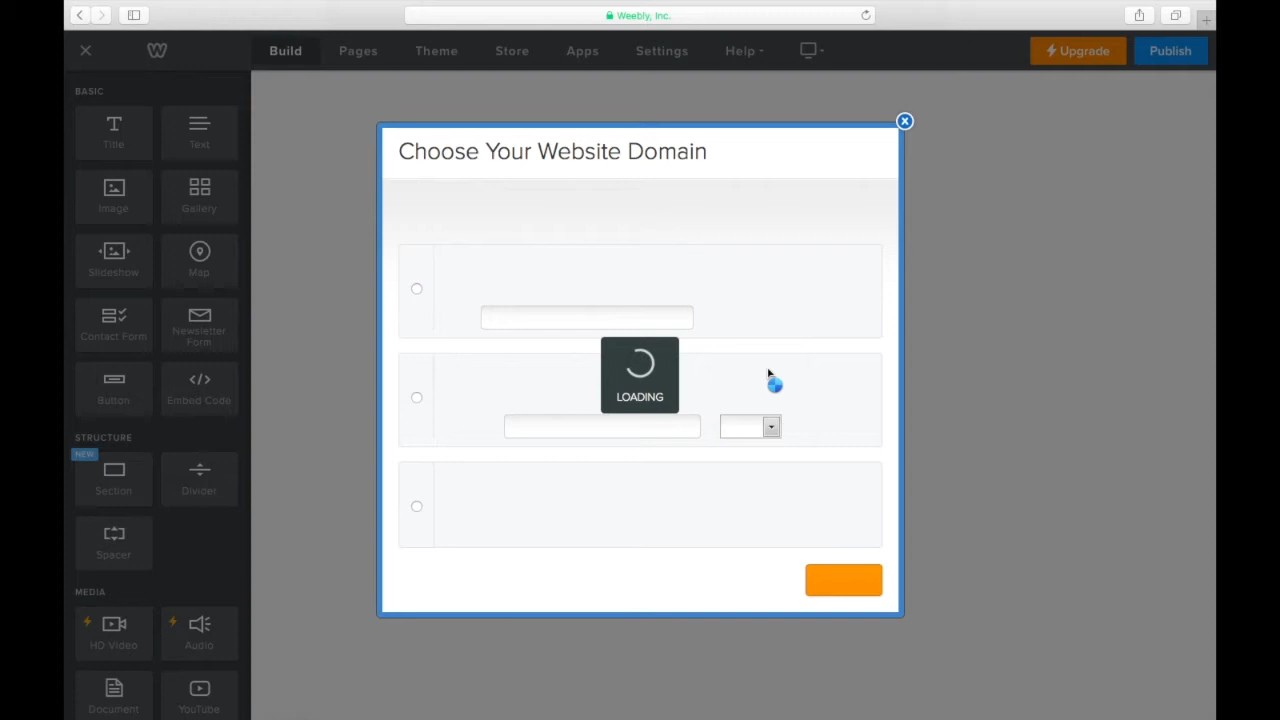 Weebly, Inc.
Build
Pages
Theme
Store
Apps
Settings
Help
Upgrade
Publish
BASIC
Title
Text
Image
Gallery
Slideshow
Map
Contact Form
Newsletter
Form
Button
Embed Code
STRUCTURE
NEW
Section
Divider
Spacer
MEDIA
HD Video
Audio
Document
YouTube
Choose Your Website Domain
LOADING